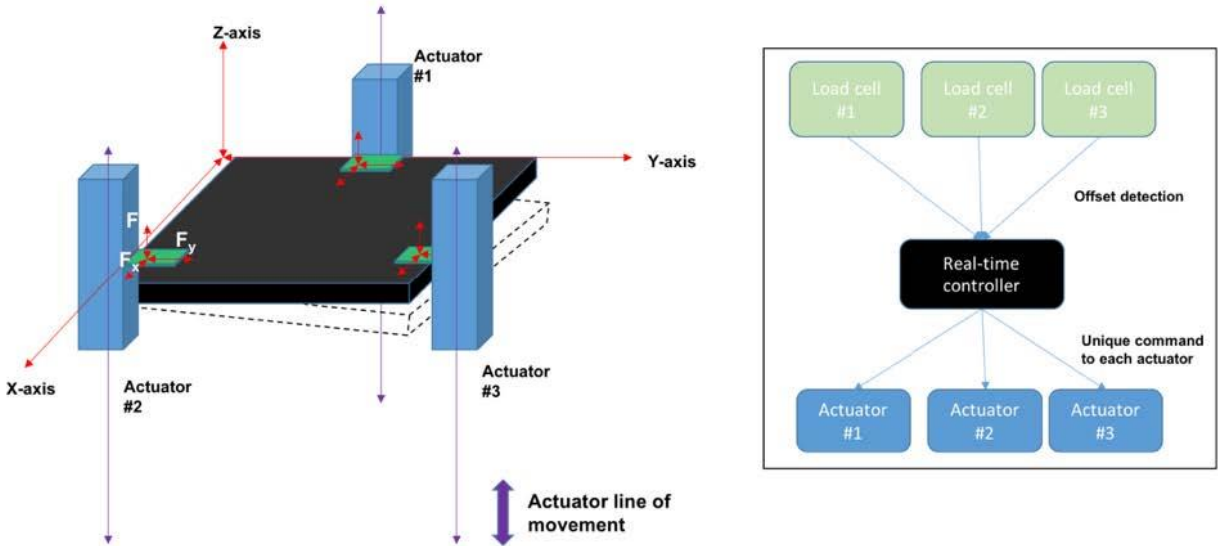 Z-axis
Actuator
#1
Y-axis
F
F_y
F_x
X-axis
Actuator
#2
Actuator
#3
Actuator line of
movement
Load cell
#1
Load cell
#2
Load cell
#3
Offset detection
Real-time
controller
Unique command
to each actuator
Actuator
#1
Actuator
#2
Actuator
#3